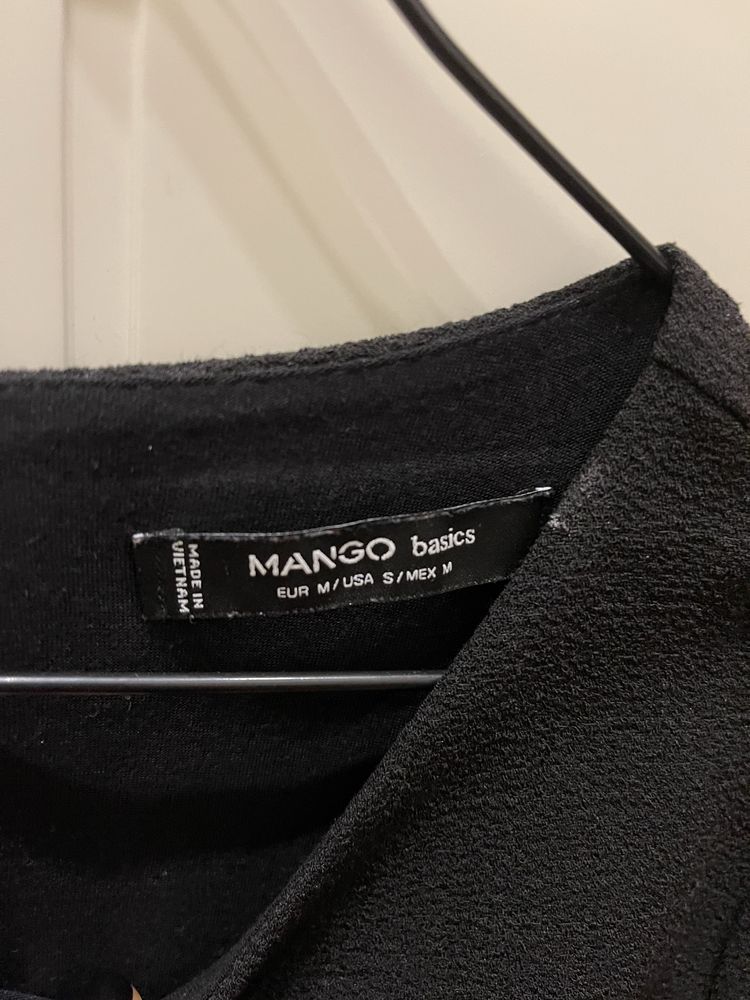 MADE IN
VIETNAM
MANGO basics
EUR M/USA S/MEX M